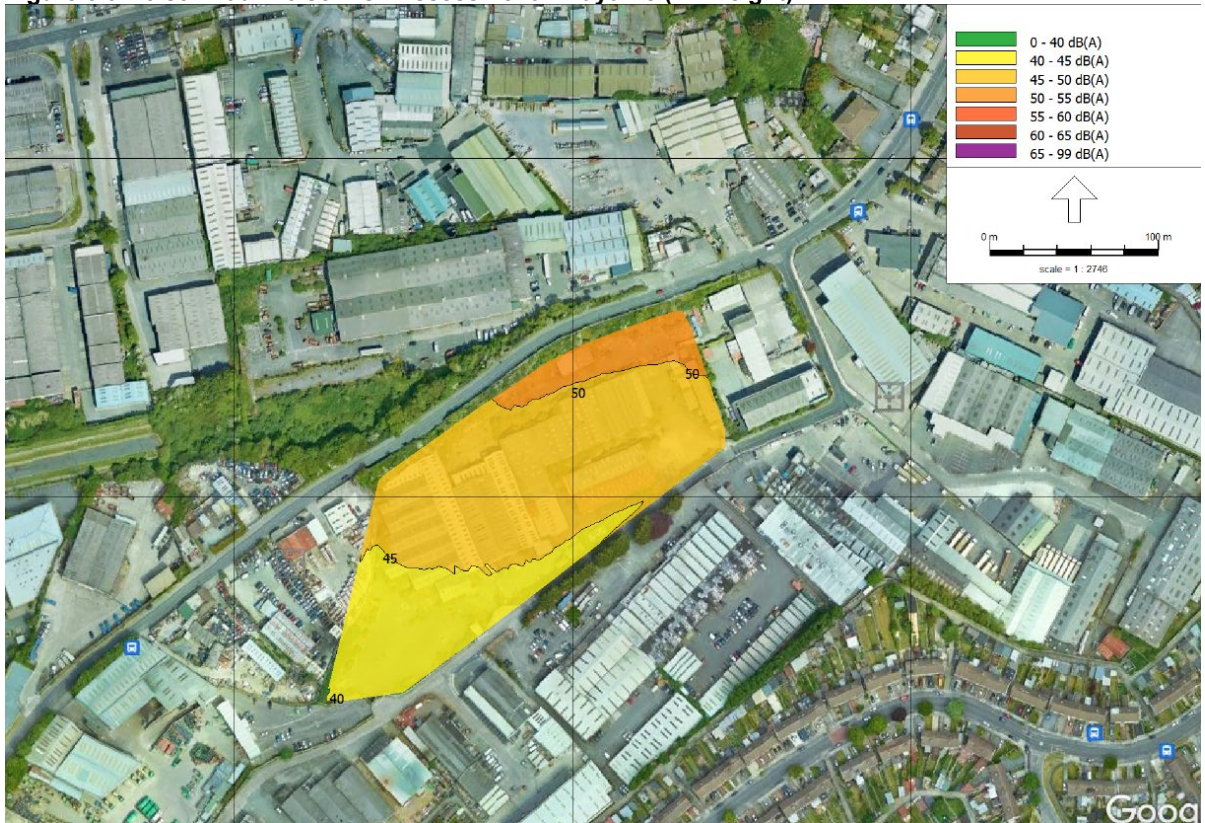 0 - 40 dB(A)
40 - 45 dB(A)
45 - 50 dB(A)
50 - 55 dB(A)
55 - 60 dB(A)
60 - 65 dB(A)
65 - 99 dB(A)
0 m 100 m
scale = 1 : 2746
50
50
45
40
Goog